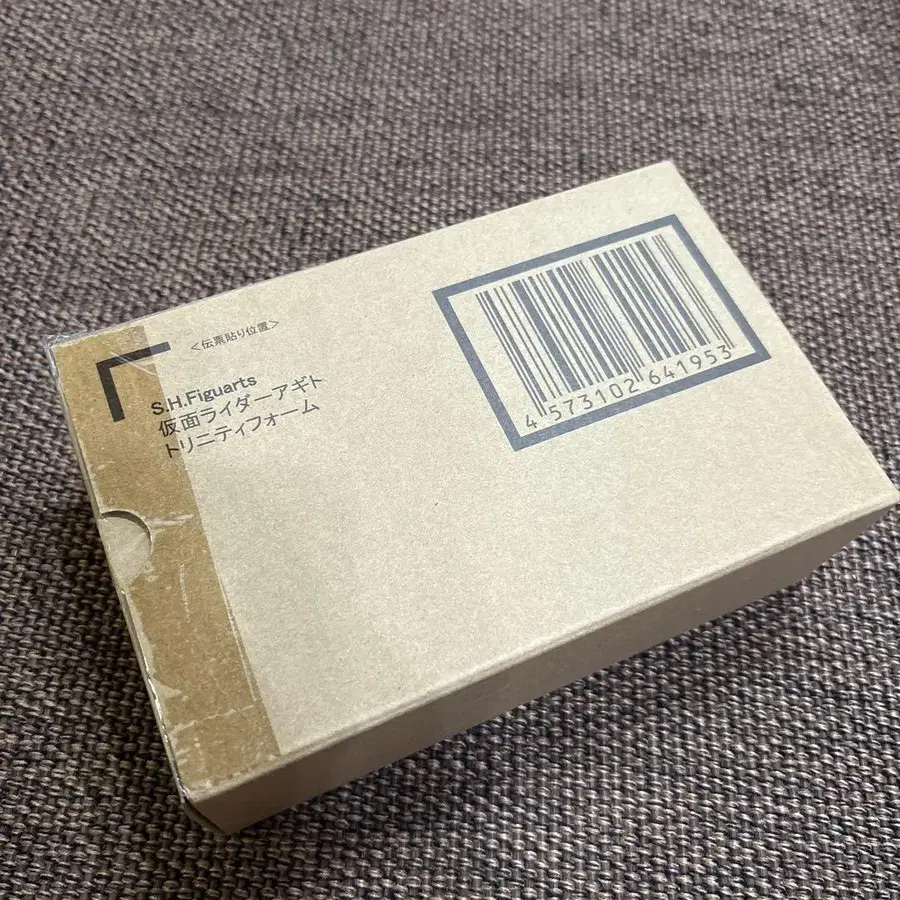 ＜伝票貼り位置＞
S.H.Figuarts
仮面ライダーアギト
トリニティフォーム
4 573102 641953